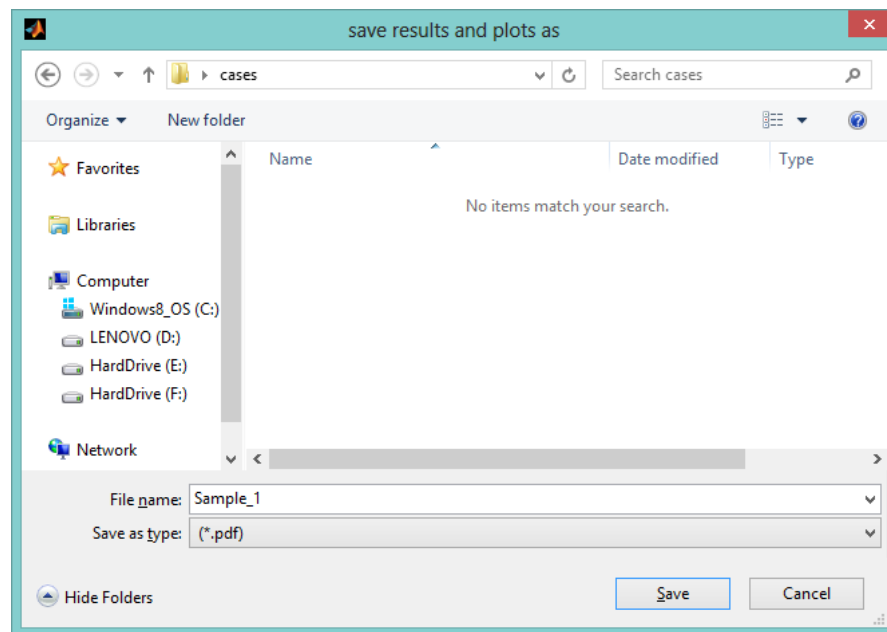 save results and plots as
cases
Search cases
Organize
New folder
Favorites
Name
Date modified
Type
No items match your search.
Libraries
Computer
Windows8_OS (C:)
LENOVO (D:)
HardDrive (E:)
HardDrive (F:)
Network
File name: Sample_1
Save as type: (*.pdf)
Hide Folders
Save
Cancel